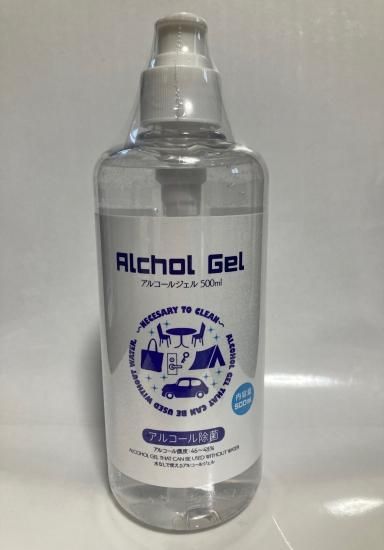 Alchol Gel
アルコールジェル 500ml
NECESARY TO CLEAN
ALCOHOL GEL THAT CAN BE USED WITHOUT WATER.
内容量
500ml
アルコール除菌
アルコール濃度:46～48%
ALCOHOL GEL THAT CAN BE USED WITHOUT WATER
水なしで使えるアルコールジェル